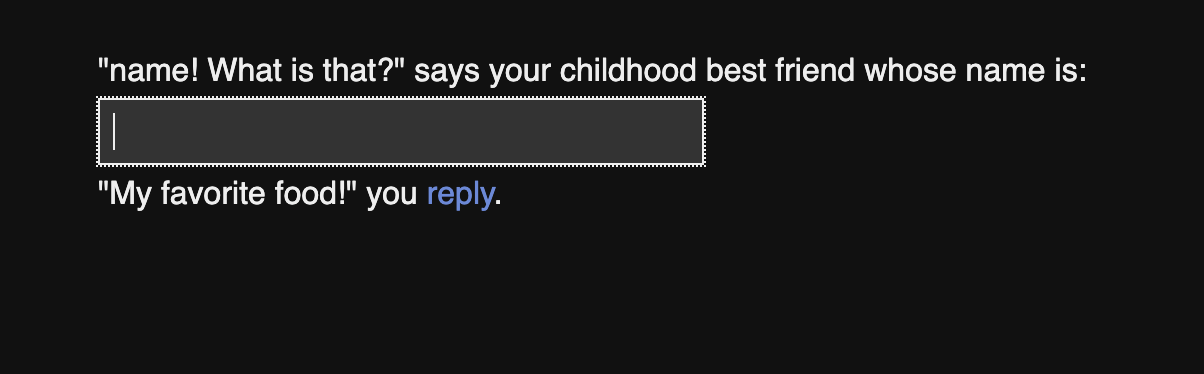 "name! What is that?" says your childhood best friend whose name is:
"My favorite food!" you reply.